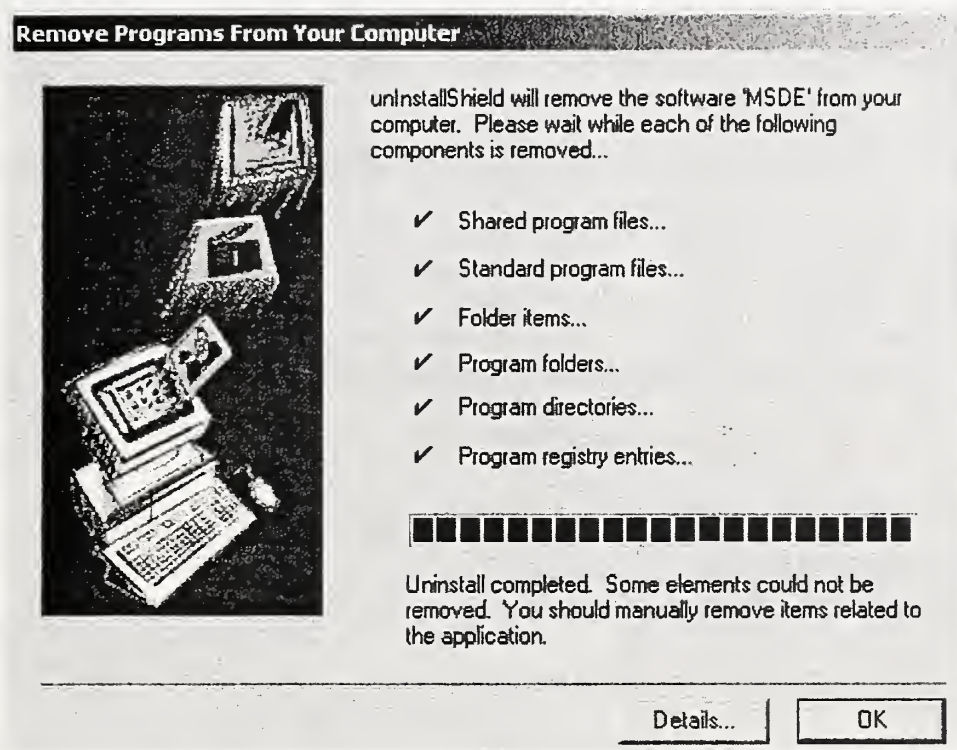 Remove Programs From Your Computer
unInstallShield will remove the software 'MSDE' from your
computer. Please wait while each of the following
components is removed...
✔ Shared program files...
✔ Standard program files...
✔ Folder items...
✔ Program folders...
✔ Program directories...
✔ Program registry entries...
Uninstall completed. Some elements could not be
removed. You should manually remove items related to
the application.
Details...
OK